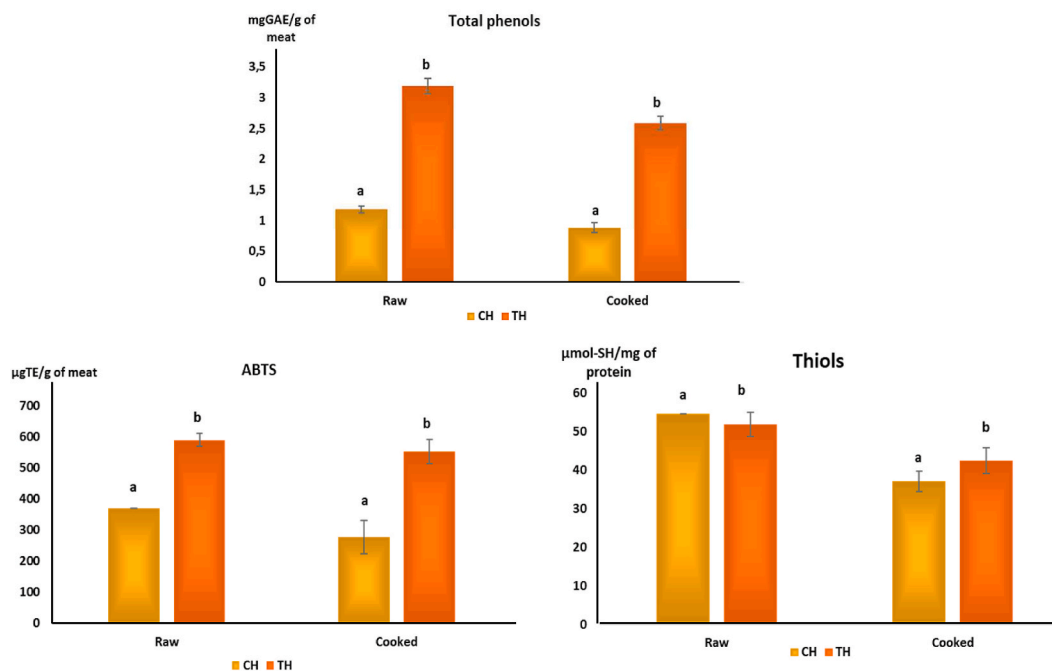 mgGAE/g of
meat
Total phenols
3,5
3
2,5
2
1,5
1
0,5
0
a
b
a
b
Raw
Cooked
CH TH
µgTE/g of meat
ABTS
700
600
500
400
300
200
100
0
a
b
a
b
Raw
Cooked
CH TH
µmol-SH/mg of
protein
Thiols
60
50
40
30
20
10
0
a
b
a
b
Raw
Cooked
CH TH